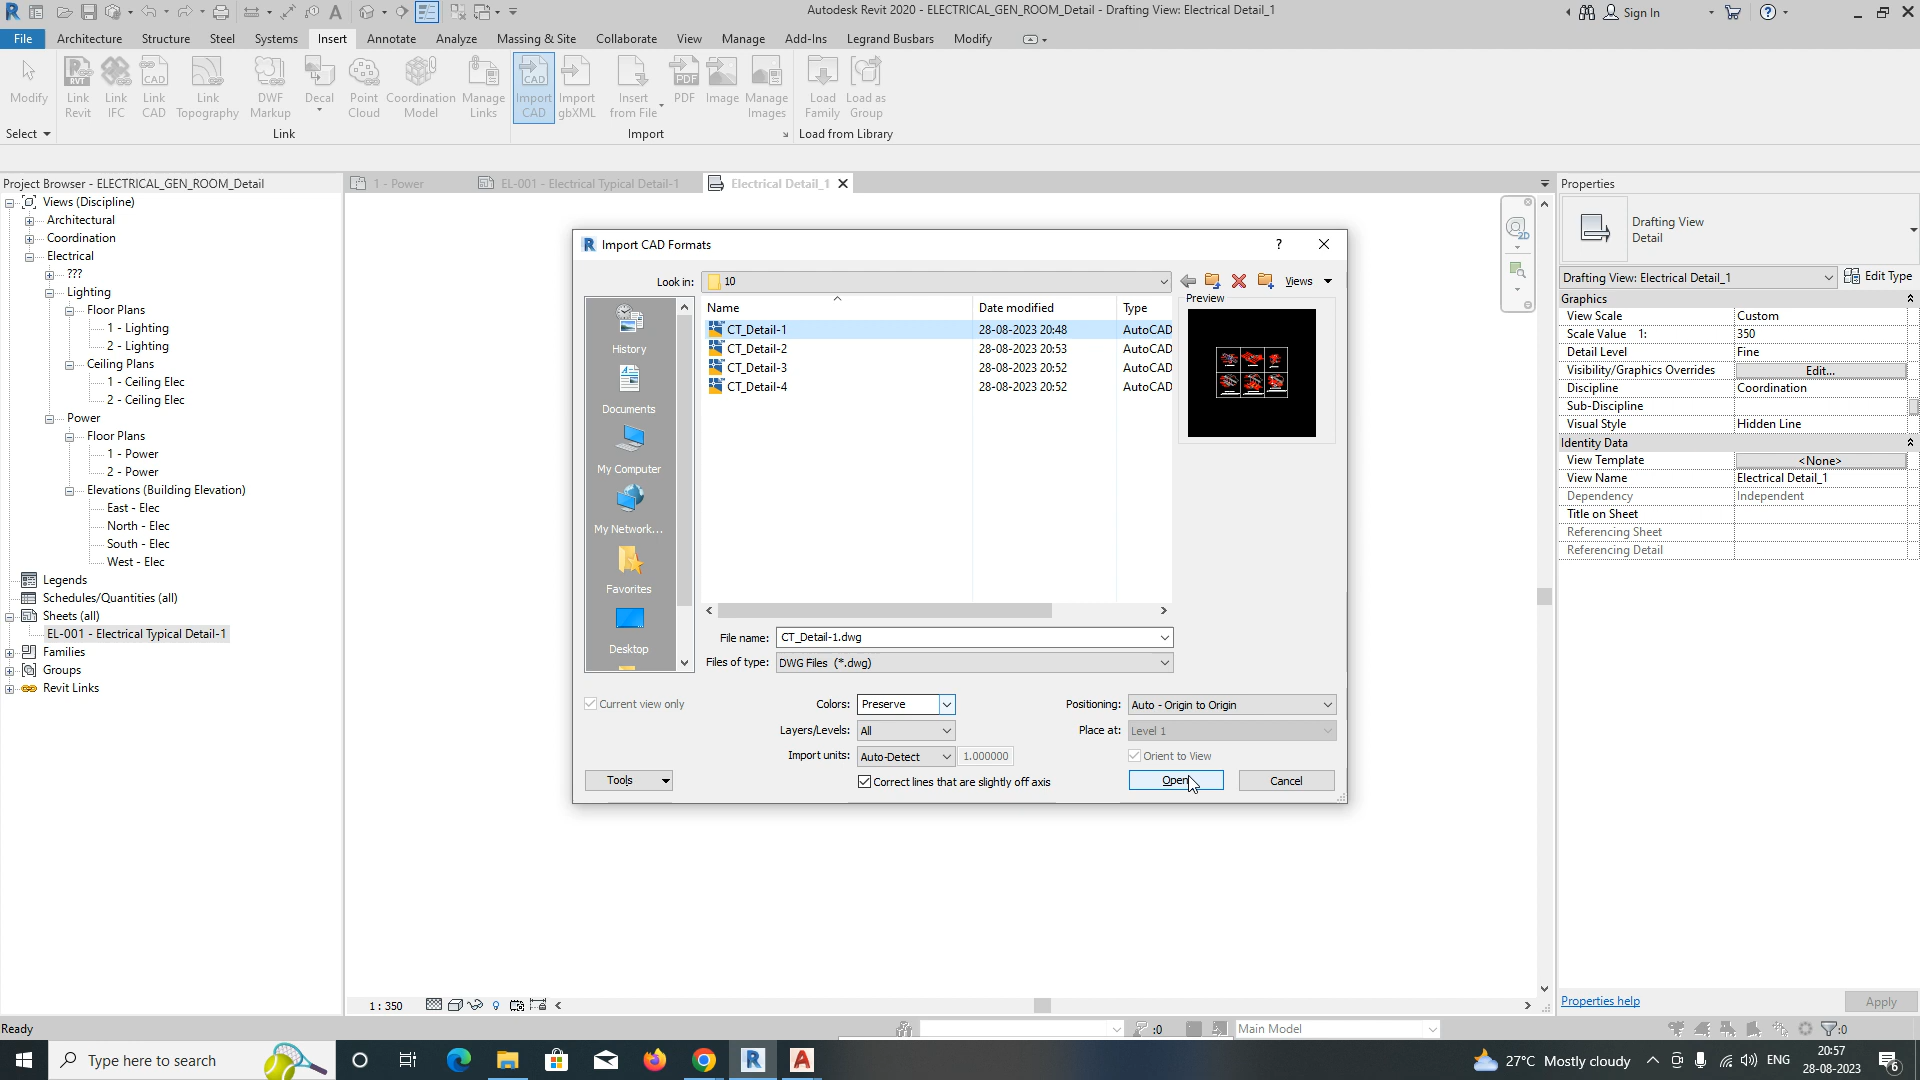 Autodesk Revit 2020 - ELECTRICAL_GEN_ROOM_Detail - Drafting View: Electrical Detail_1
Sign In
File Architecture Structure Steel Systems Insert Annotate Analyze Massing & Site Collaborate View Manage Add-Ins Legrand Busbars Modify
Modify
Link Revit
Link IFC
Link CAD
Link Topography
DWF Markup
Decal
Point Cloud
Coordination Model
Manage Links
Import CAD
Import gbXML
Insert from File
PDF
Image
Manage Images
Load Family
Load as Group
Select
Link
Import
Load from Library
Project Browser - ELECTRICAL_GEN_ROOM_Detail
Views (Discipline)
Architectural
Coordination
Electrical
???
Lighting
Floor Plans
1 - Lighting
2 - Lighting
Ceiling Plans
1 - Ceiling Elec
2 - Ceiling Elec
Power
Floor Plans
1 - Power
2 - Power
Elevations (Building Elevation)
East - Elec
North - Elec
South - Elec
West - Elec
Legends
Schedules/Quantities (all)
Sheets (all)
EL-001 - Electrical Typical Detail-1
Families
Groups
Revit Links
1 - Power
EL-001 - Electrical Typical Detail-1
Electrical Detail_1
Import CAD Formats
Look in: 10
Views
Name Date modified Type
CT_Detail-1 28-08-2023 20:48 AutoCAD
CT_Detail-2 28-08-2023 20:53 AutoCAD
CT_Detail-3 28-08-2023 20:52 AutoCAD
CT_Detail-4 28-08-2023 20:52 AutoCAD
Preview
History
Documents
My Computer
My Network...
Favorites
Desktop
File name: CT_Detail-1.dwg
Files of type: DWG Files (*.dwg)
Current view only
Colors: Preserve
Layers/Levels: All
Import units: Auto-Detect 1.000000
Correct lines that are slightly off axis
Positioning: Auto - Origin to Origin
Place at: Level 1
Orient to View
Tools
Open
Cancel
2D
Properties
Drafting View
Detail
Drafting View: Electrical Detail_1 Edit Type
Graphics
View Scale Custom
Scale Value 1: 350
Detail Level Fine
Visibility/Graphics Overrides Edit...
Discipline Coordination
Sub-Discipline
Visual Style Hidden Line
Identity Data
View Template <None>
View Name Electrical Detail_1
Dependency Independent
Title on Sheet
Referencing Sheet
Referencing Detail
Properties help
Apply
1 : 350
Ready
:0
Main Model
:0
Type here to search
27°C Mostly cloudy
ENG
20:57
28-08-2023
6